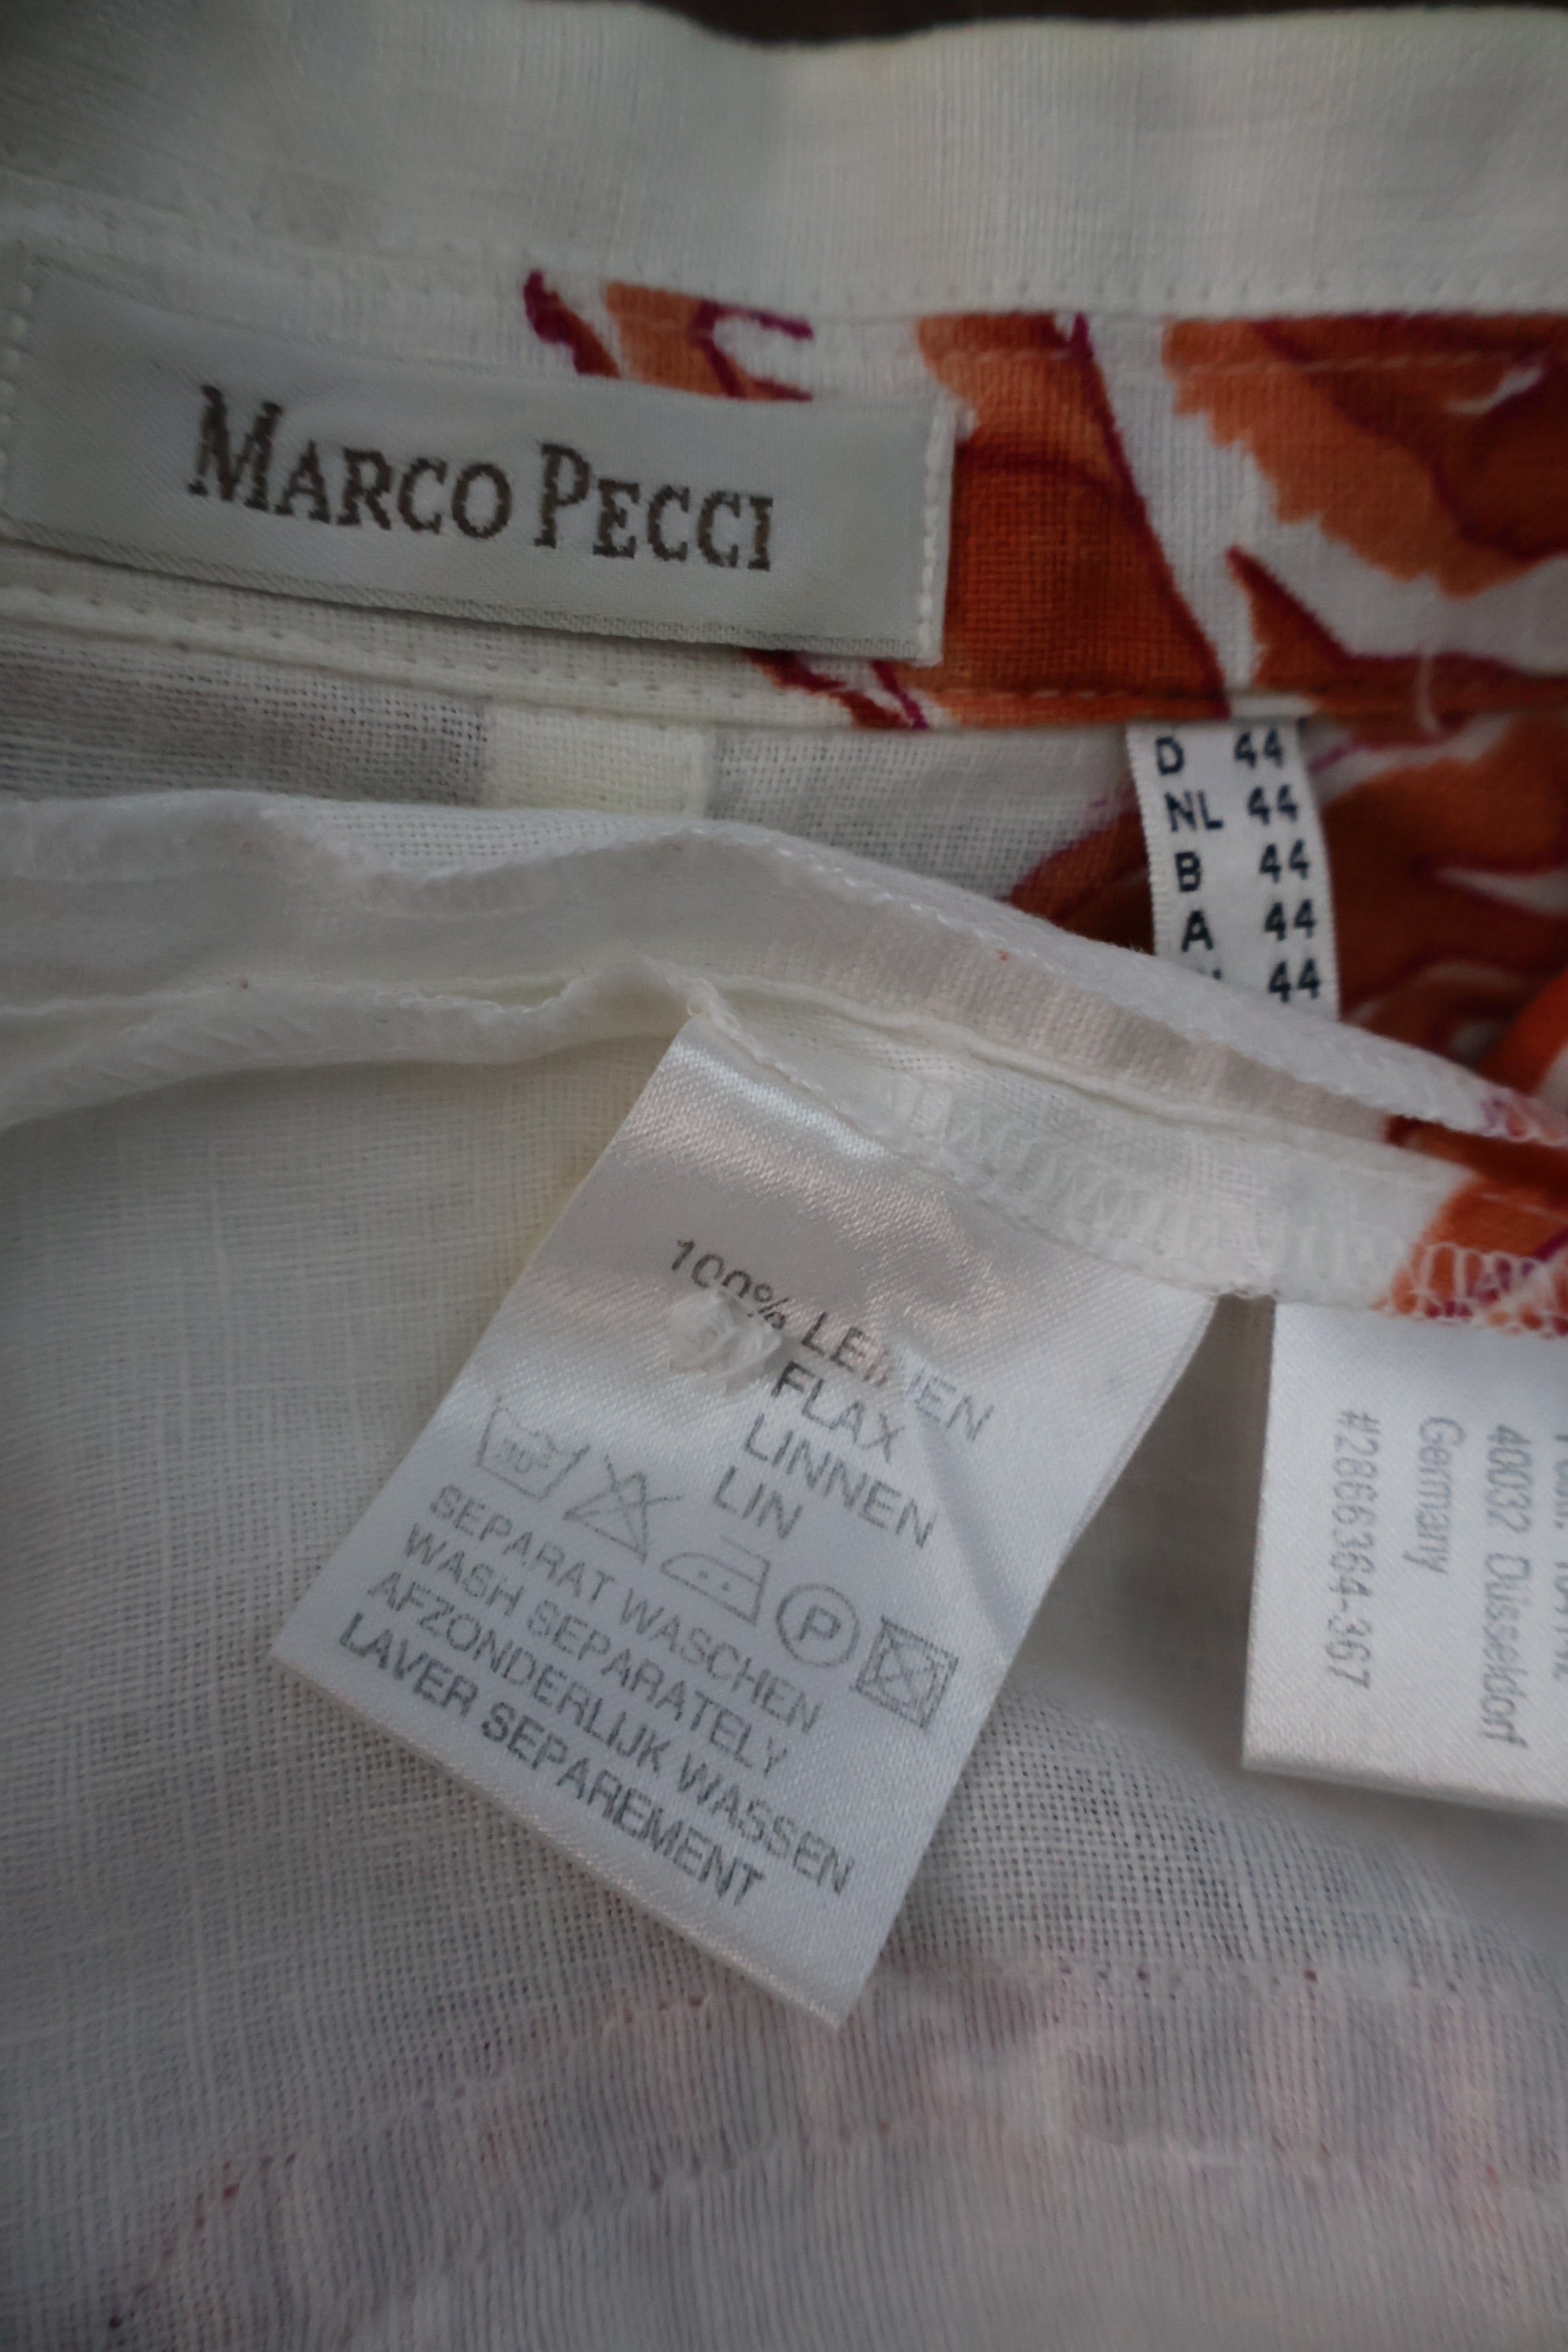 MARCO PECCI
D 44
NL 44
B 44
A 44
44
100% LEINEN
FLAX
LINNEN
LIN
30°
P
SEPARAT WASCHEN
WASH SEPARATELY
AFZONDERLIJK WASSEN
LAVER SEPAREMENT
40032 Düsseldorf
Germany
#2866364-367